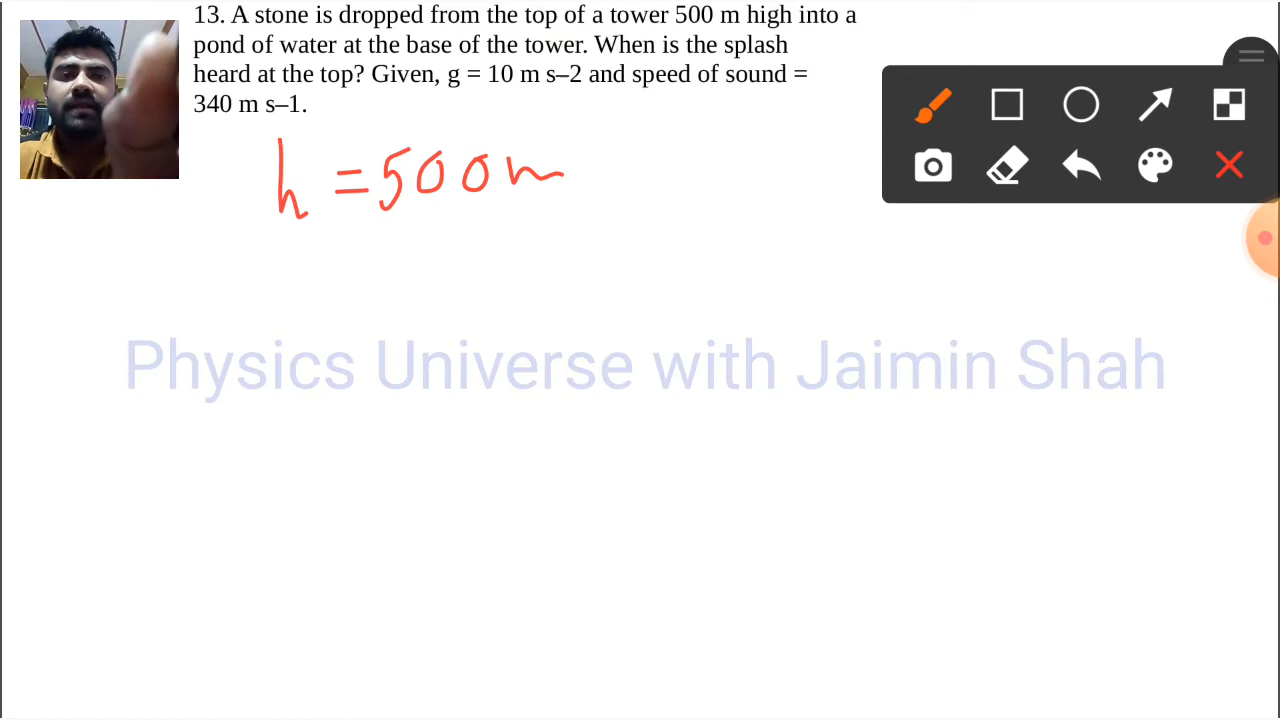 13. A stone is dropped from the top of a tower 500 m high into a
pond of water at the base of the tower. When is the splash
heard at the top? Given, g = 10 m s–2 and speed of sound =
340 m s–1.
h = 500 m
Physics Universe with Jaimin Shah